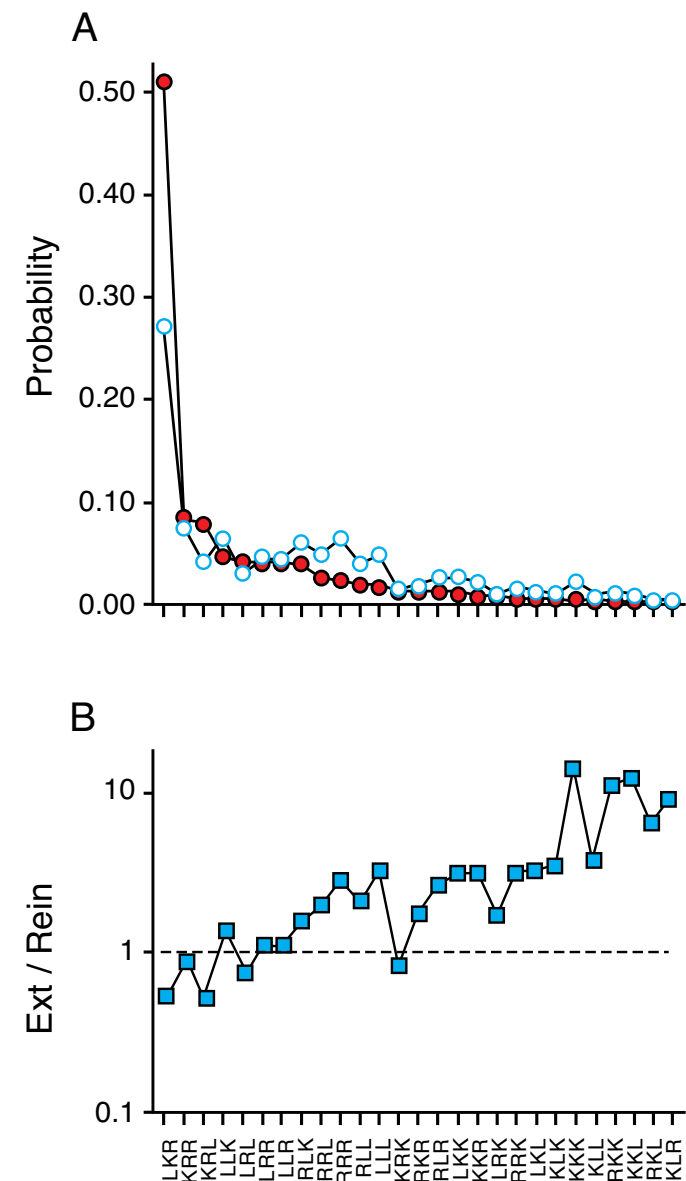 A
0.50
0.40
0.30
0.20
0.10
0.00
Probability
B
10
1
0.1
Ext / Rein
LKR
KRR
KRL
LLK
LRL
LRR
LLR
RLK
RRL
RRR
RLL
LLL
KRK
RKR
RLR
LKK
KKR
LRK
RRK
LKL
KLK
KKK
KLL
RKK
KKL
RKL
KLR